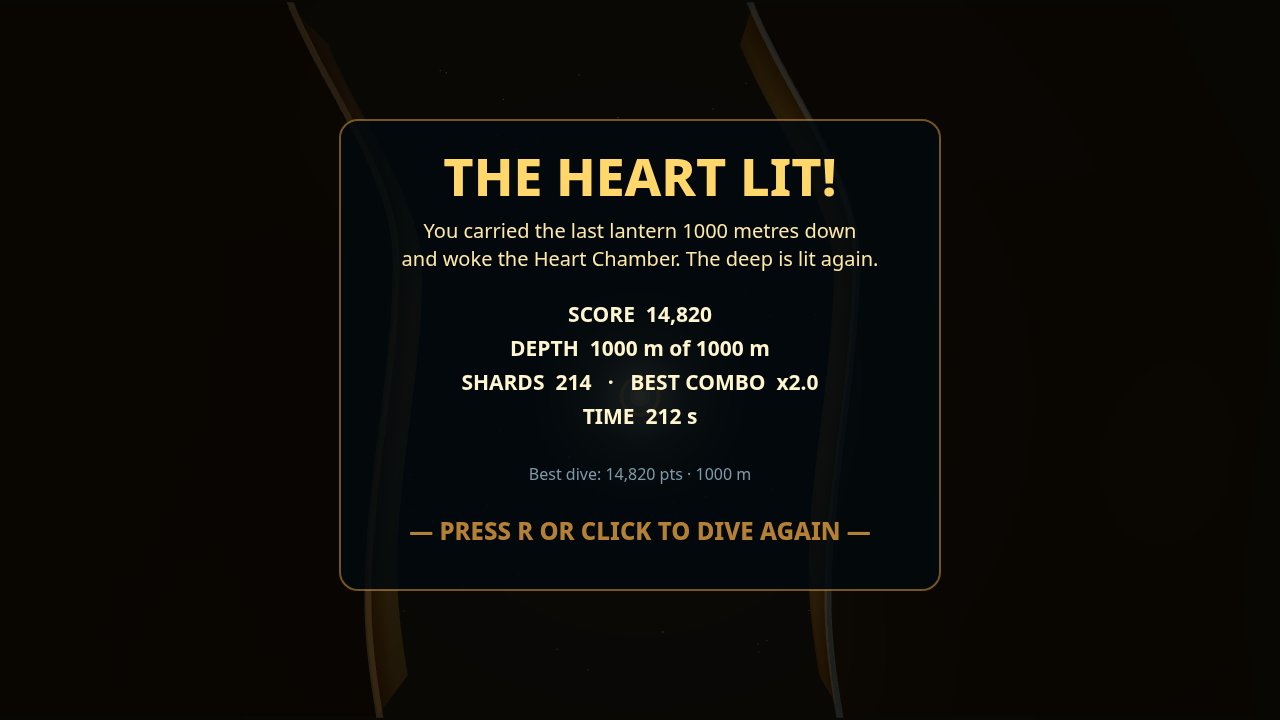 THE HEART LIT!
You carried the last lantern 1000 metres down
and woke the Heart Chamber. The deep is lit again.
SCORE 14,820
DEPTH 1000 m of 1000 m
SHARDS 214 · BEST COMBO x2.0
TIME 212 s
Best dive: 14,820 pts · 1000 m
— PRESS R OR CLICK TO DIVE AGAIN —